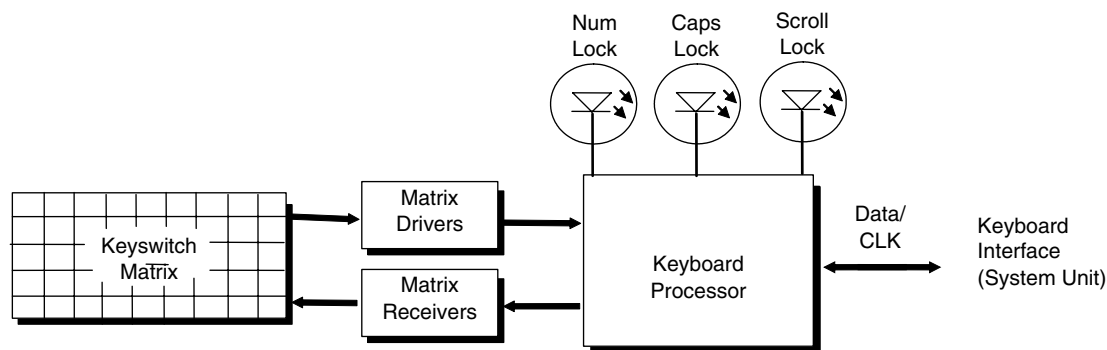 Num
Lock
Caps
Lock
Scroll
Lock
Keyswitch
Matrix
Matrix
Drivers
Matrix
Receivers
Keyboard
Processor
Data/
CLK
Keyboard
Interface
(System Unit)